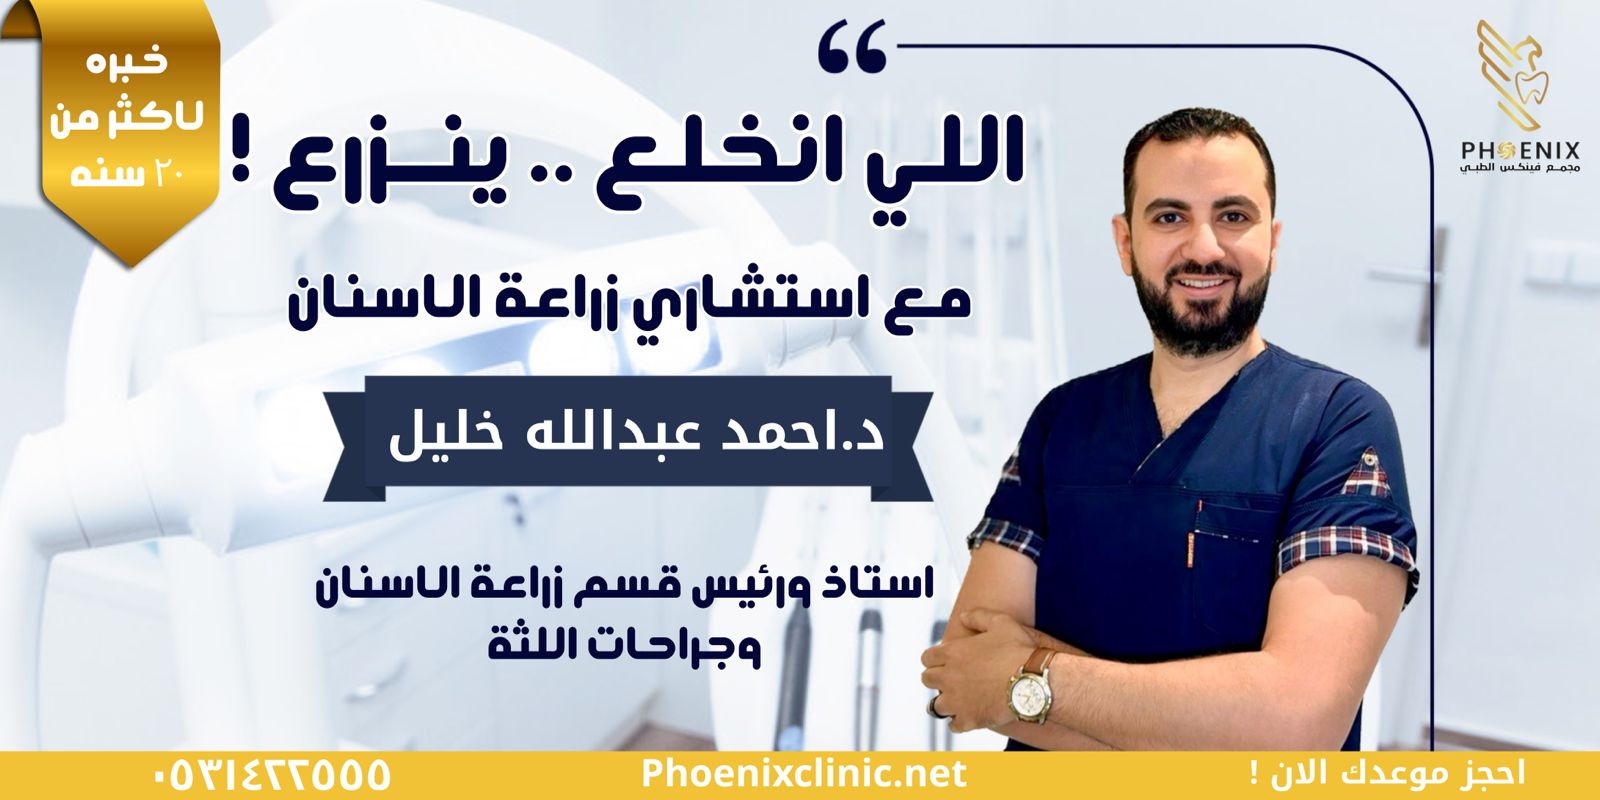 خبره
لاكثر من
٢٠ سنه
اللي انخلع .. ينزرع !
PHOENIX
مجمع فينكس الطبي
مع استشاري زراعة الاسنان
د.احمد عبدالله خليل
استاذ ورئيس قسم زراعة الاسنان
وجراحات اللثة
احجز موعدك الان !
Phoenixclinic.net
٠٥٣١٤٢٢٥٥٥